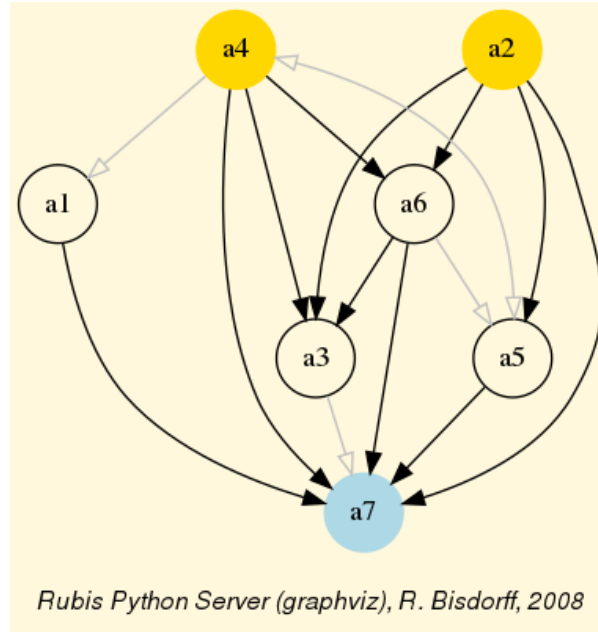 a4
a2
a1
a6
a3
a5
a7
Rubis Python Server (graphviz), R. Bisdorff, 2008